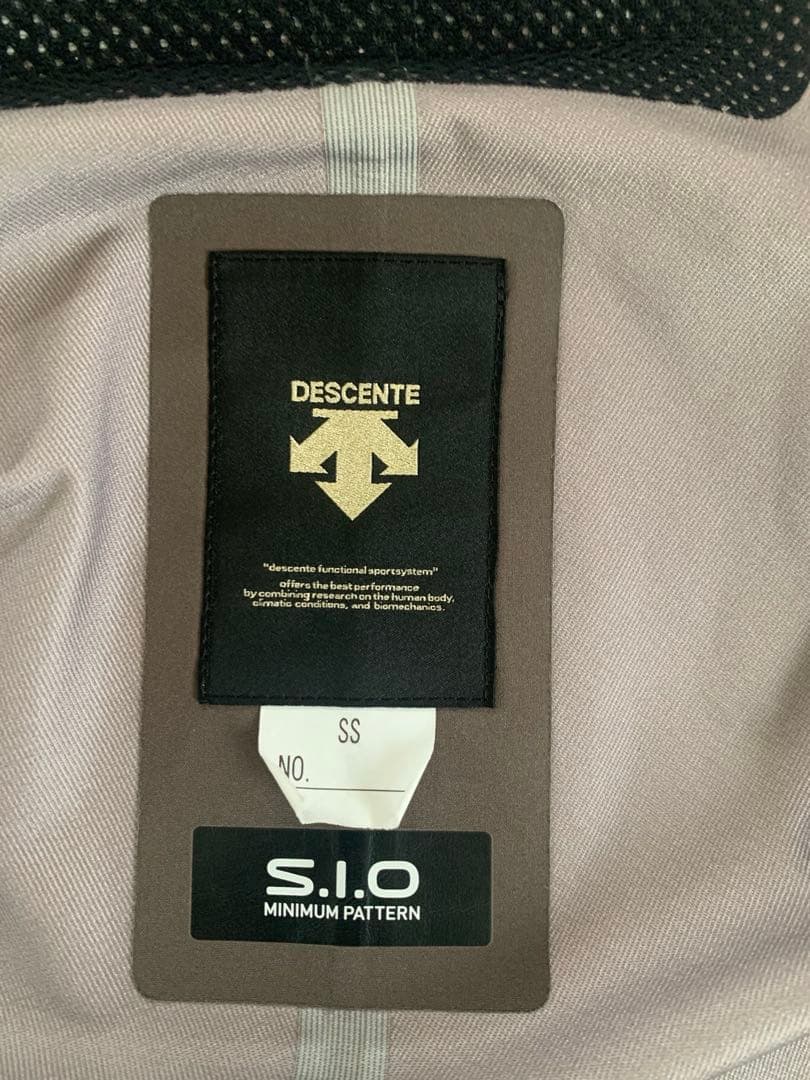 DESCENTE
"descente functional sportsystem"
offers the best performance
by combining research on the human body,
climatic conditions, and biomechanics.
SS
NO.
S.I.O
MINIMUM PATTERN